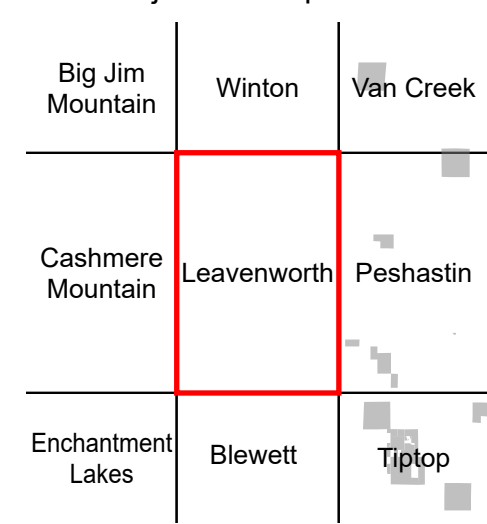 Big Jim
Mountain
Winton
Van Creek
Cashmere
Mountain
Leavenworth
Peshastin
Enchantment
Lakes
Blewett
Tiptop